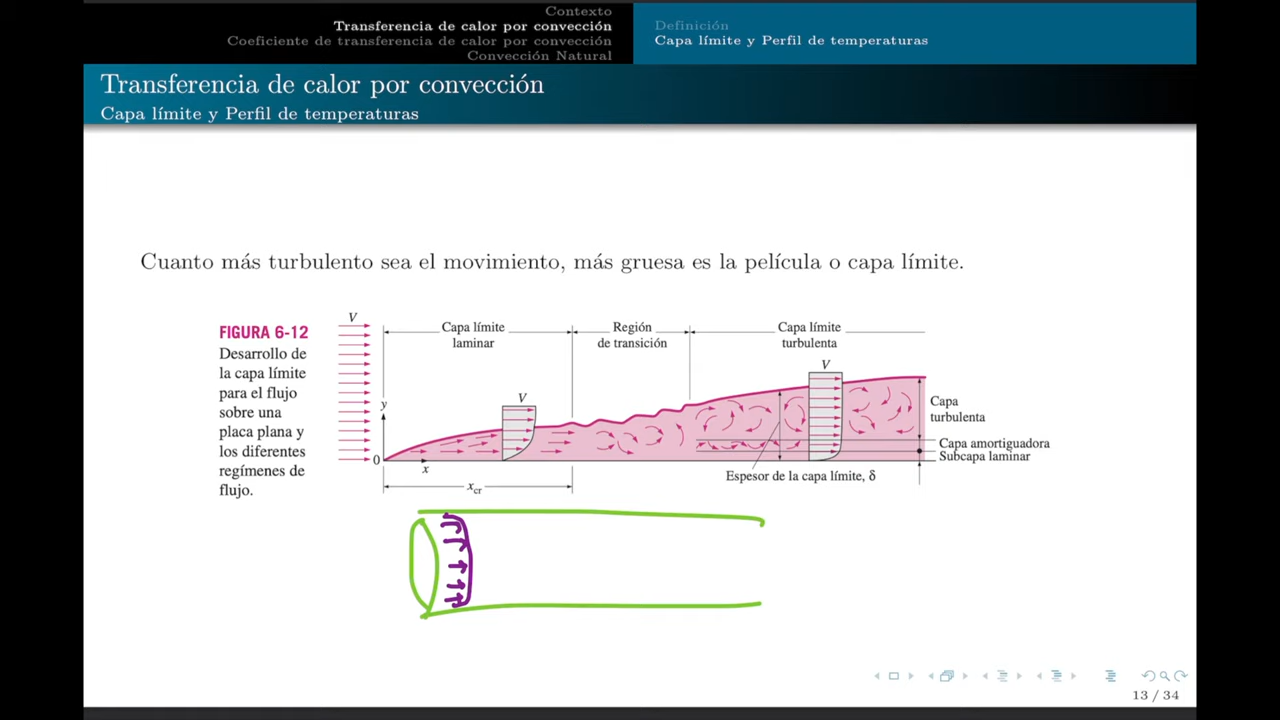 Contexto
Transferencia de calor por convección
Coeficiente de transferencia de calor por convección
Convección Natural
Definición
Capa límite y Perfil de temperaturas
Transferencia de calor por convección
Capa límite y Perfil de temperaturas
Cuanto más turbulento sea el movimiento, más gruesa es la película o capa límite.
FIGURA 6-12
Desarrollo de
la capa límite
para el flujo
sobre una
placa plana y
los diferentes
regímenes de
flujo.
V
Capa límite
laminar
Región
de transición
Capa límite
turbulenta
V
V
y
0
x
x_cr
Capa
turbulenta
Capa amortiguadora
Subcapa laminar
Espesor de la capa límite, δ
13 / 34